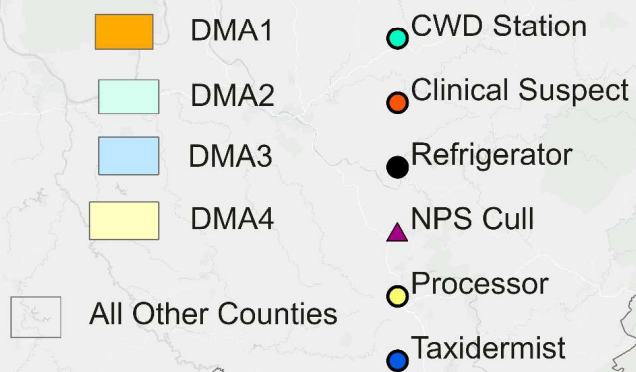 DMA1
DMA2
DMA3
DMA4
All Other Counties
CWD Station
Clinical Suspect
Refrigerator
NPS Cull
Processor
Taxidermist